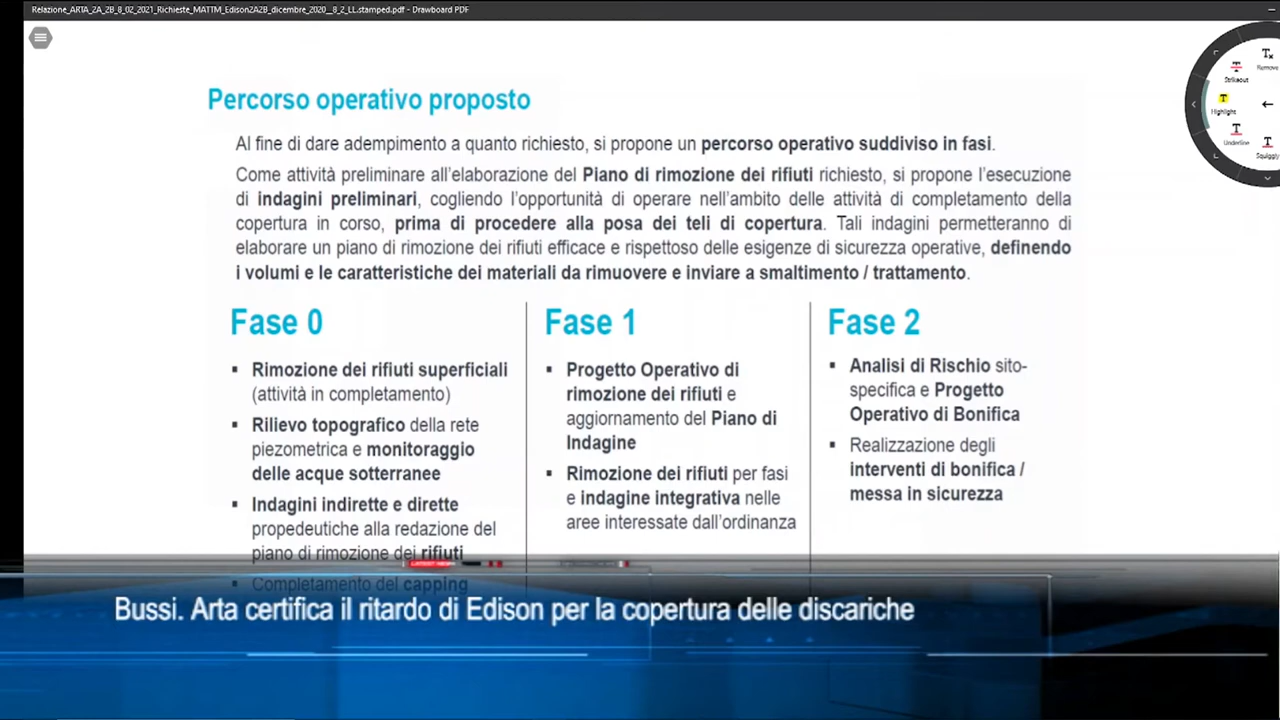 Relazione_ARTA_2A_2B_8_02_2021_Richieste_MATTM_Edison2A2B_dicembre_2020__8_2_LL.stamped.pdf - Drawboard PDF
Percorso operativo proposto
Al fine di dare adempimento a quanto richiesto, si propone un percorso operativo suddiviso in fasi.
Come attività preliminare all'elaborazione del Piano di rimozione dei rifiuti richiesto, si propone l'esecuzione
di indagini preliminari, cogliendo l'opportunità di operare nell'ambito delle attività di completamento della
copertura in corso, prima di procedere alla posa dei teli di copertura. Tali indagini permetteranno di
elaborare un piano di rimozione dei rifiuti efficace e rispettoso delle esigenze di sicurezza operative, definendo
i volumi e le caratteristiche dei materiali da rimuovere e inviare a smaltimento / trattamento.
Fase 0
▪ Rimozione dei rifiuti superficiali
(attività in completamento)
▪ Rilievo topografico della rete
piezometrica e monitoraggio
delle acque sotterranee
▪ Indagini indirette e dirette
propedeutiche alla redazione del
piano di rimozione dei rifiuti
Completamento del capping
Fase 1
▪ Progetto Operativo di
rimozione dei rifiuti e
aggiornamento del Piano di
Indagine
▪ Rimozione dei rifiuti per fasi
e indagine integrativa nelle
aree interessate dall'ordinanza
Fase 2
▪ Analisi di Rischio sito-
specifica e Progetto
Operativo di Bonifica
▪ Realizzazione degli
interventi di bonifica /
messa in sicurezza
Remove
Strikeout
Highlight
Underline
Squiggly
LATEST NEWS
Bussi. Arta certifica il ritardo di Edison per la copertura delle discariche